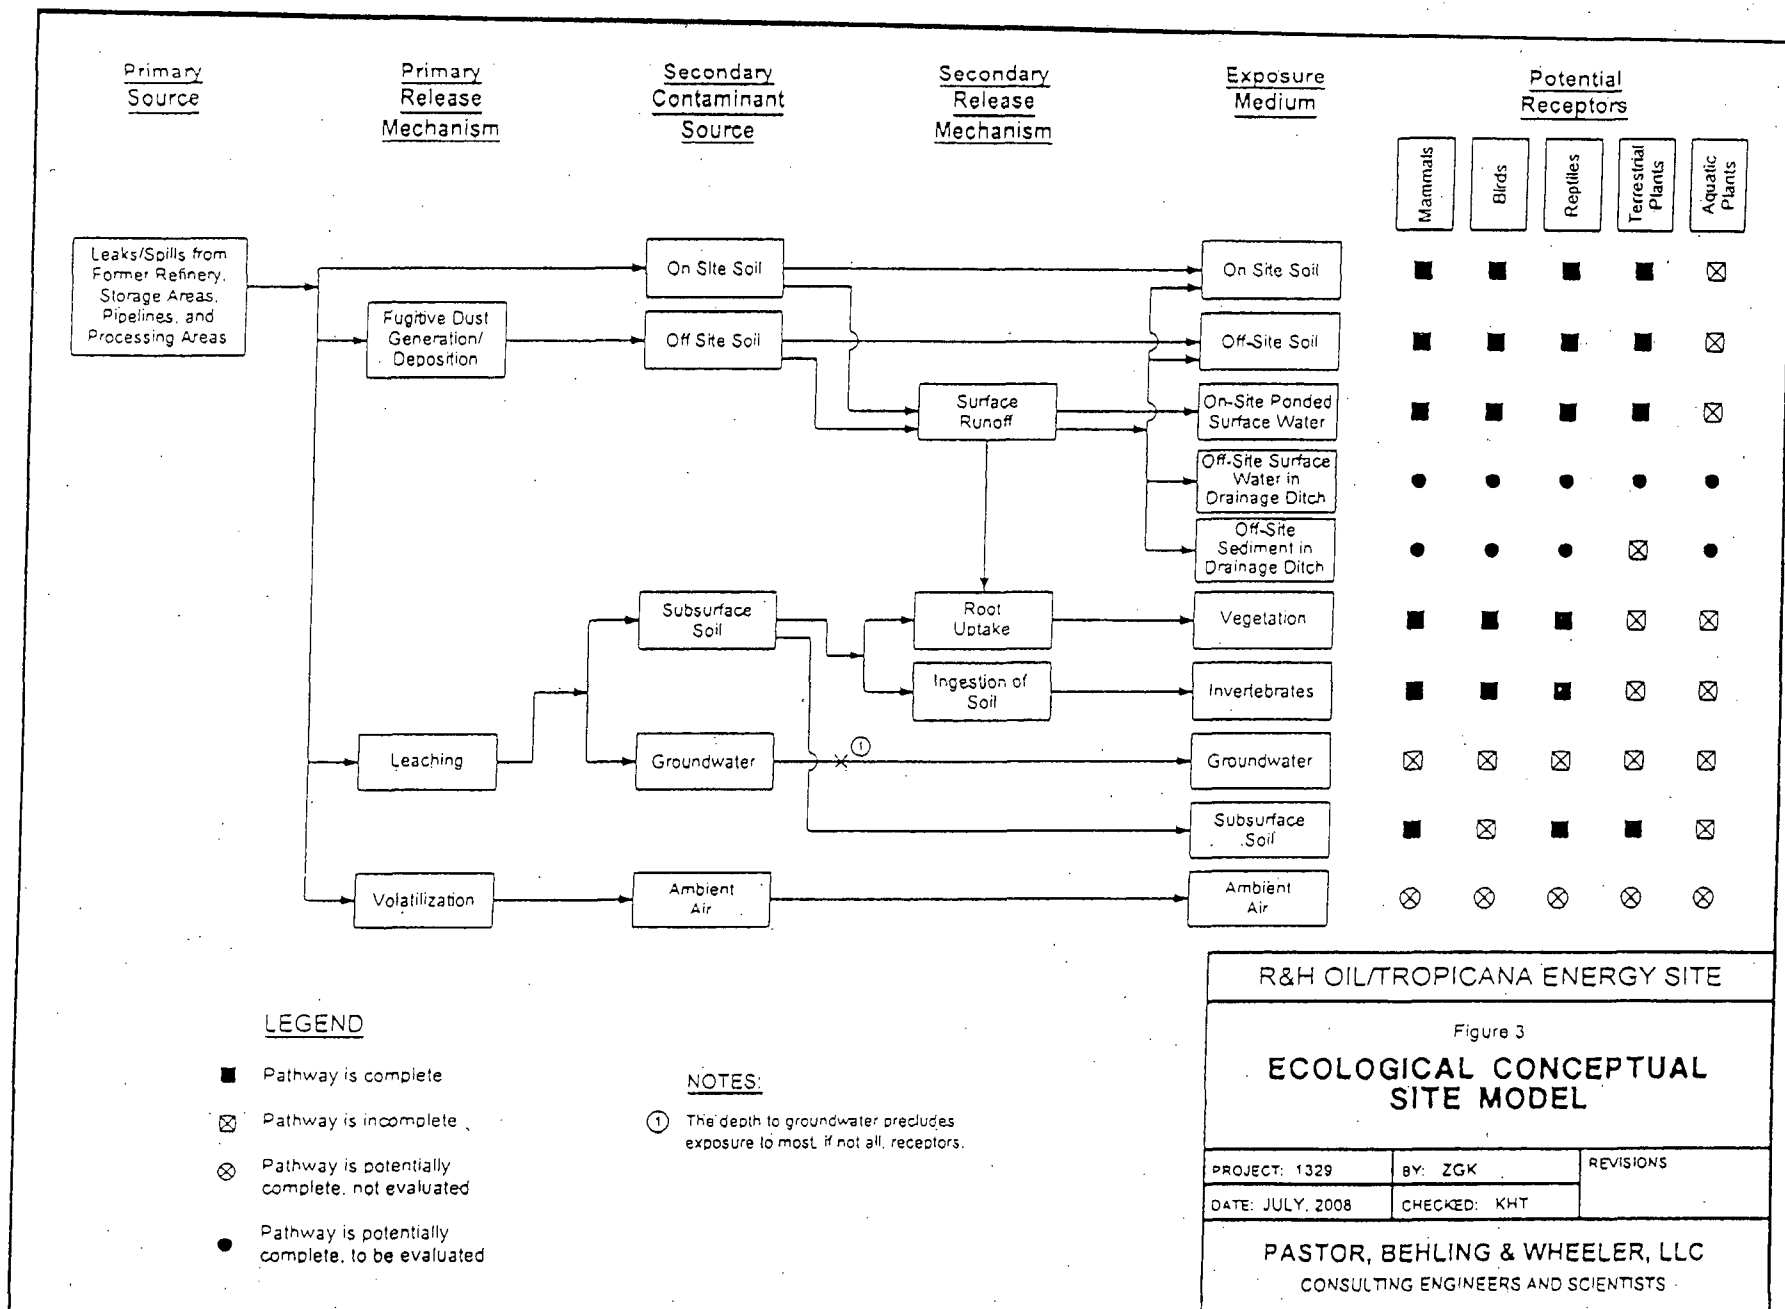 Primary
Source
Primary
Release
Mechanism
Secondary
Contaminant
Source
Secondary
Release
Mechanism
Exposure
Medium
Potential
Receptors
Mammals
Birds
Reptiles
Terrestrial
Plants
Aquatic
Plants
Leaks/Spills from
Former Refinery,
Storage Areas,
Pipelines, and
Processing Areas
On Site Soil
On Site Soil
Fugitive Dust
Generation/
Deposition
Off Site Soil
Off-Site Soil
Surface
Runoff
On-Site Ponded
Surface Water
Off-Site Surface
Water in
Drainage Ditch
Off-Site
Sediment in
Drainage Ditch
Subsurface
Soil
Root
Uptake
Vegetation
Ingestion of
Soil
Invertebrates
Leaching
Groundwater
1
Groundwater
Subsurface
Soil
Volatilization
Ambient
Air
Ambient
Air
LEGEND
Pathway is complete
Pathway is incomplete
Pathway is potentially
complete, not evaluated
Pathway is potentially
complete, to be evaluated
NOTES:
1 The depth to groundwater precludes
exposure to most, if not all, receptors.
R&H OIL/TROPICANA ENERGY SITE
Figure 3
ECOLOGICAL CONCEPTUAL
SITE MODEL
PROJECT: 1329
BY: ZGK
REVISIONS
DATE: JULY, 2008
CHECKED: KHT
PASTOR, BEHLING & WHEELER, LLC
CONSULTING ENGINEERS AND SCIENTISTS